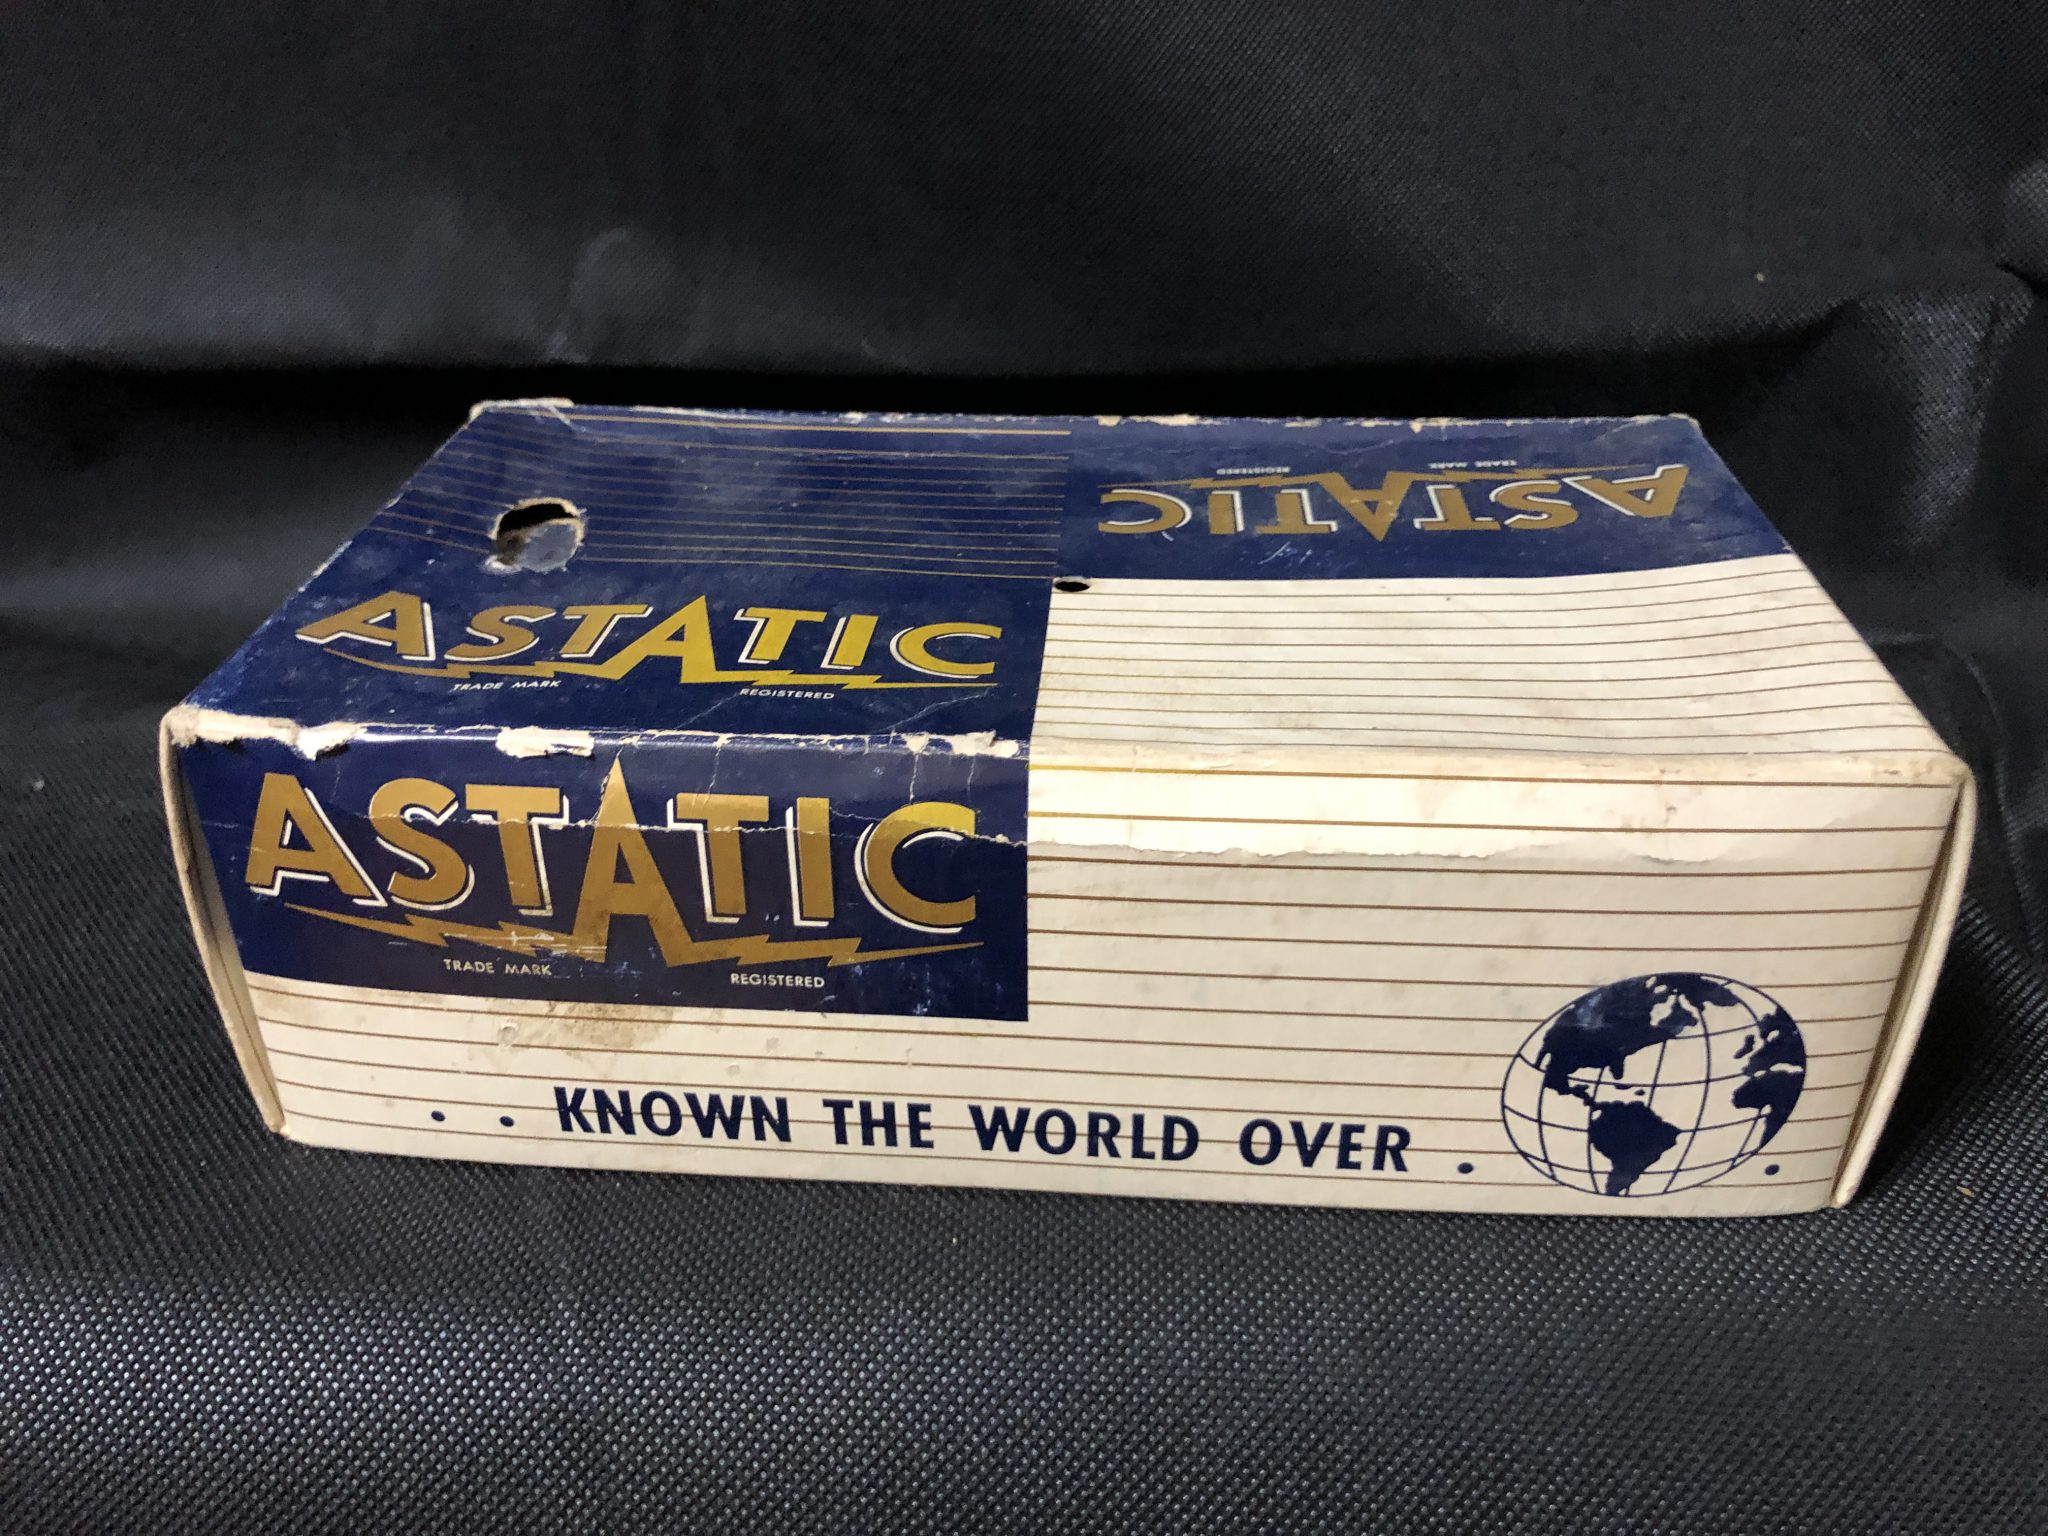 REGISTERED TRADE MARK
ASTATIC
ASTATIC
TRADE MARK REGISTERED
ASTATIC
TRADE MARK REGISTERED
. . KNOWN THE WORLD OVER . .